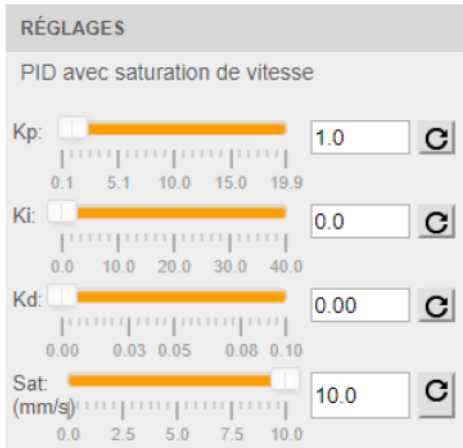 RÉGLAGES
PID avec saturation de vitesse
Kp: 1.0
0.1 5.1 10.0 15.0 19.9
Ki: 0.0
0.0 10.0 20.0 30.0 40.0
Kd: 0.00
0.00 0.03 0.05 0.08 0.10
Sat:
(mm/s) 10.0
0.0 2.5 5.0 7.5 10.0